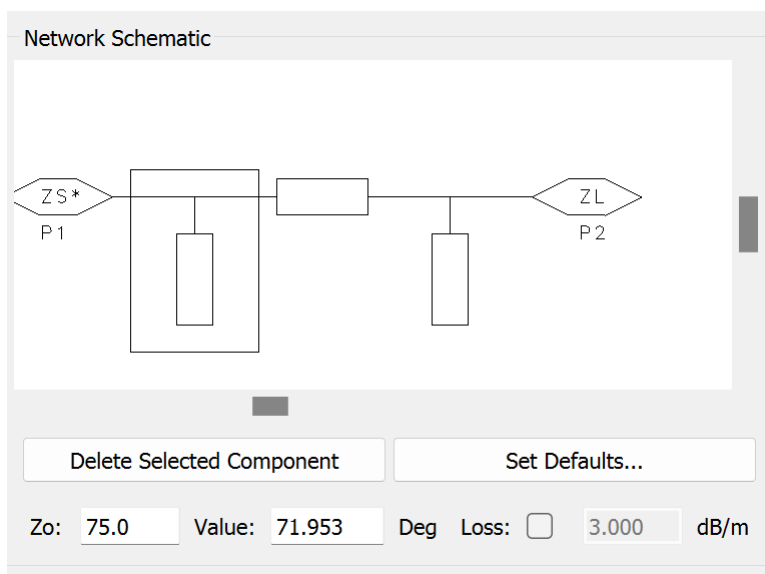 Network Schematic
ZS* ZL
P1 P2
Delete Selected Component Set Defaults...
Zo: 75.0 Value: 71.953 Deg Loss: 3.000 dB/m